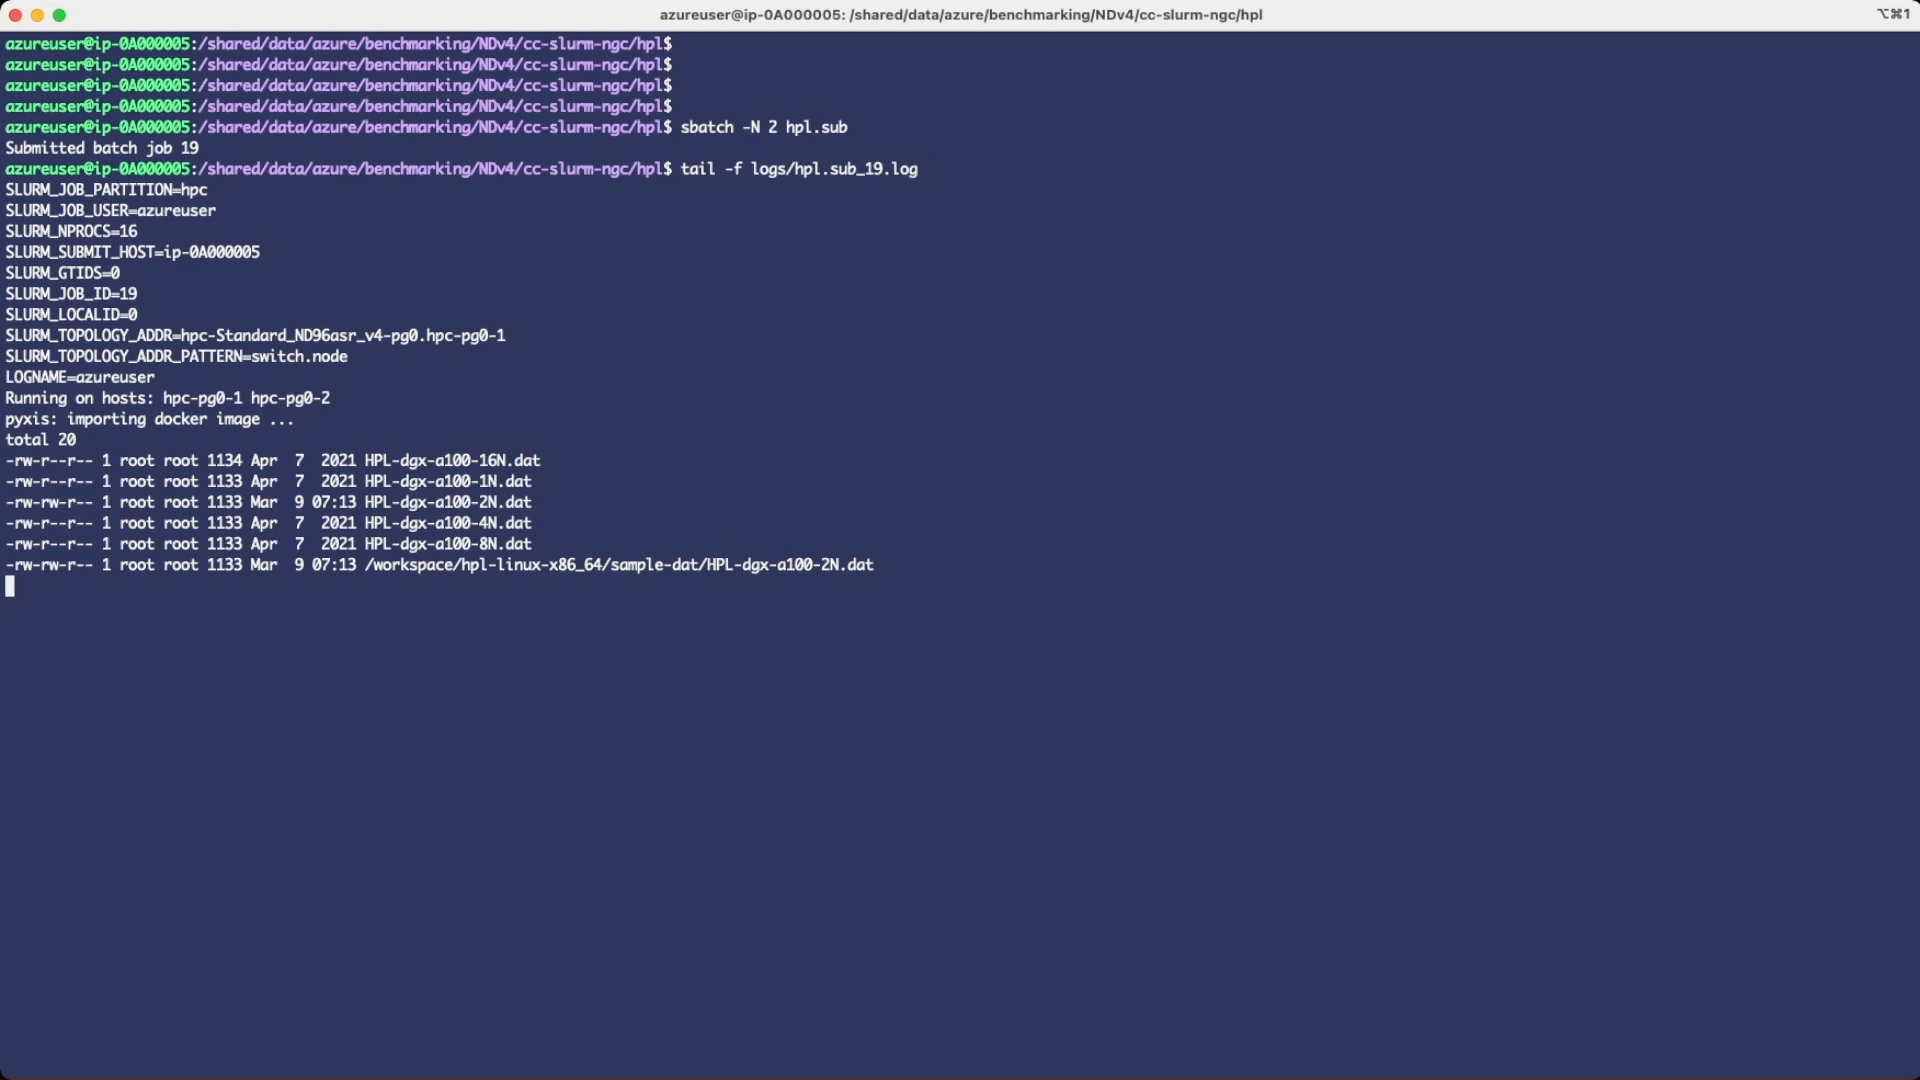 azureuser@ip-0A000005: /shared/data/azure/benchmarking/NDv4/cc-slurm-ngc/hpl
⌥⌘1
azureuser@ip-0A000005:/shared/data/azure/benchmarking/NDv4/cc-slurm-ngc/hpl$
azureuser@ip-0A000005:/shared/data/azure/benchmarking/NDv4/cc-slurm-ngc/hpl$
azureuser@ip-0A000005:/shared/data/azure/benchmarking/NDv4/cc-slurm-ngc/hpl$
azureuser@ip-0A000005:/shared/data/azure/benchmarking/NDv4/cc-slurm-ngc/hpl$
azureuser@ip-0A000005:/shared/data/azure/benchmarking/NDv4/cc-slurm-ngc/hpl$ sbatch -N 2 hpl.sub
Submitted batch job 19
azureuser@ip-0A000005:/shared/data/azure/benchmarking/NDv4/cc-slurm-ngc/hpl$ tail -f logs/hpl.sub_19.log
SLURM_JOB_PARTITION=hpc
SLURM_JOB_USER=azureuser
SLURM_NPROCS=16
SLURM_SUBMIT_HOST=ip-0A000005
SLURM_GTIDS=0
SLURM_JOB_ID=19
SLURM_LOCALID=0
SLURM_TOPOLOGY_ADDR=hpc-Standard_ND96asr_v4-pg0.hpc-pg0-1
SLURM_TOPOLOGY_ADDR_PATTERN=switch.node
LOGNAME=azureuser
Running on hosts: hpc-pg0-1 hpc-pg0-2
pyxis: importing docker image ...
total 20
-rw-r--r-- 1 root root 1134 Apr  7  2021 HPL-dgx-a100-16N.dat
-rw-r--r-- 1 root root 1133 Apr  7  2021 HPL-dgx-a100-1N.dat
-rw-rw-r-- 1 root root 1133 Mar  9 07:13 HPL-dgx-a100-2N.dat
-rw-r--r-- 1 root root 1133 Apr  7  2021 HPL-dgx-a100-4N.dat
-rw-r--r-- 1 root root 1133 Apr  7  2021 HPL-dgx-a100-8N.dat
-rw-rw-r-- 1 root root 1133 Mar  9 07:13 /workspace/hpl-linux-x86_64/sample-dat/HPL-dgx-a100-2N.dat